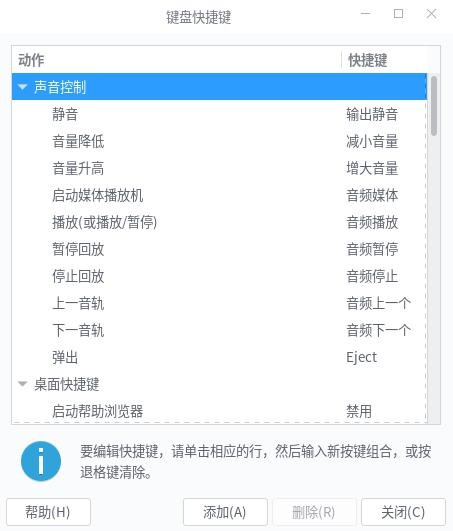 键盘快捷键
动作 快捷键
声音控制
静音 输出静音
音量降低 减小音量
音量升高 增大音量
启动媒体播放机 音频媒体
播放(或播放/暂停) 音频播放
暂停回放 音频暂停
停止回放 音频停止
上一音轨 音频上一个
下一音轨 音频下一个
弹出 Eject
桌面快捷键
启动帮助浏览器 禁用
要编辑快捷键，请单击相应的行，然后输入新按键组合，或按
退格键清除。
帮助(H) 添加(A) 删除(R) 关闭(C)